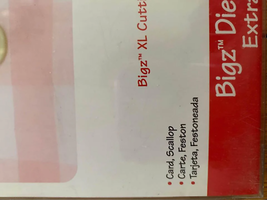 Bigz™ Die
Extra
Bigz™ XL Cutt
• Card, Scallop
• Carte, Feston
• Tarjeta, Festoneada